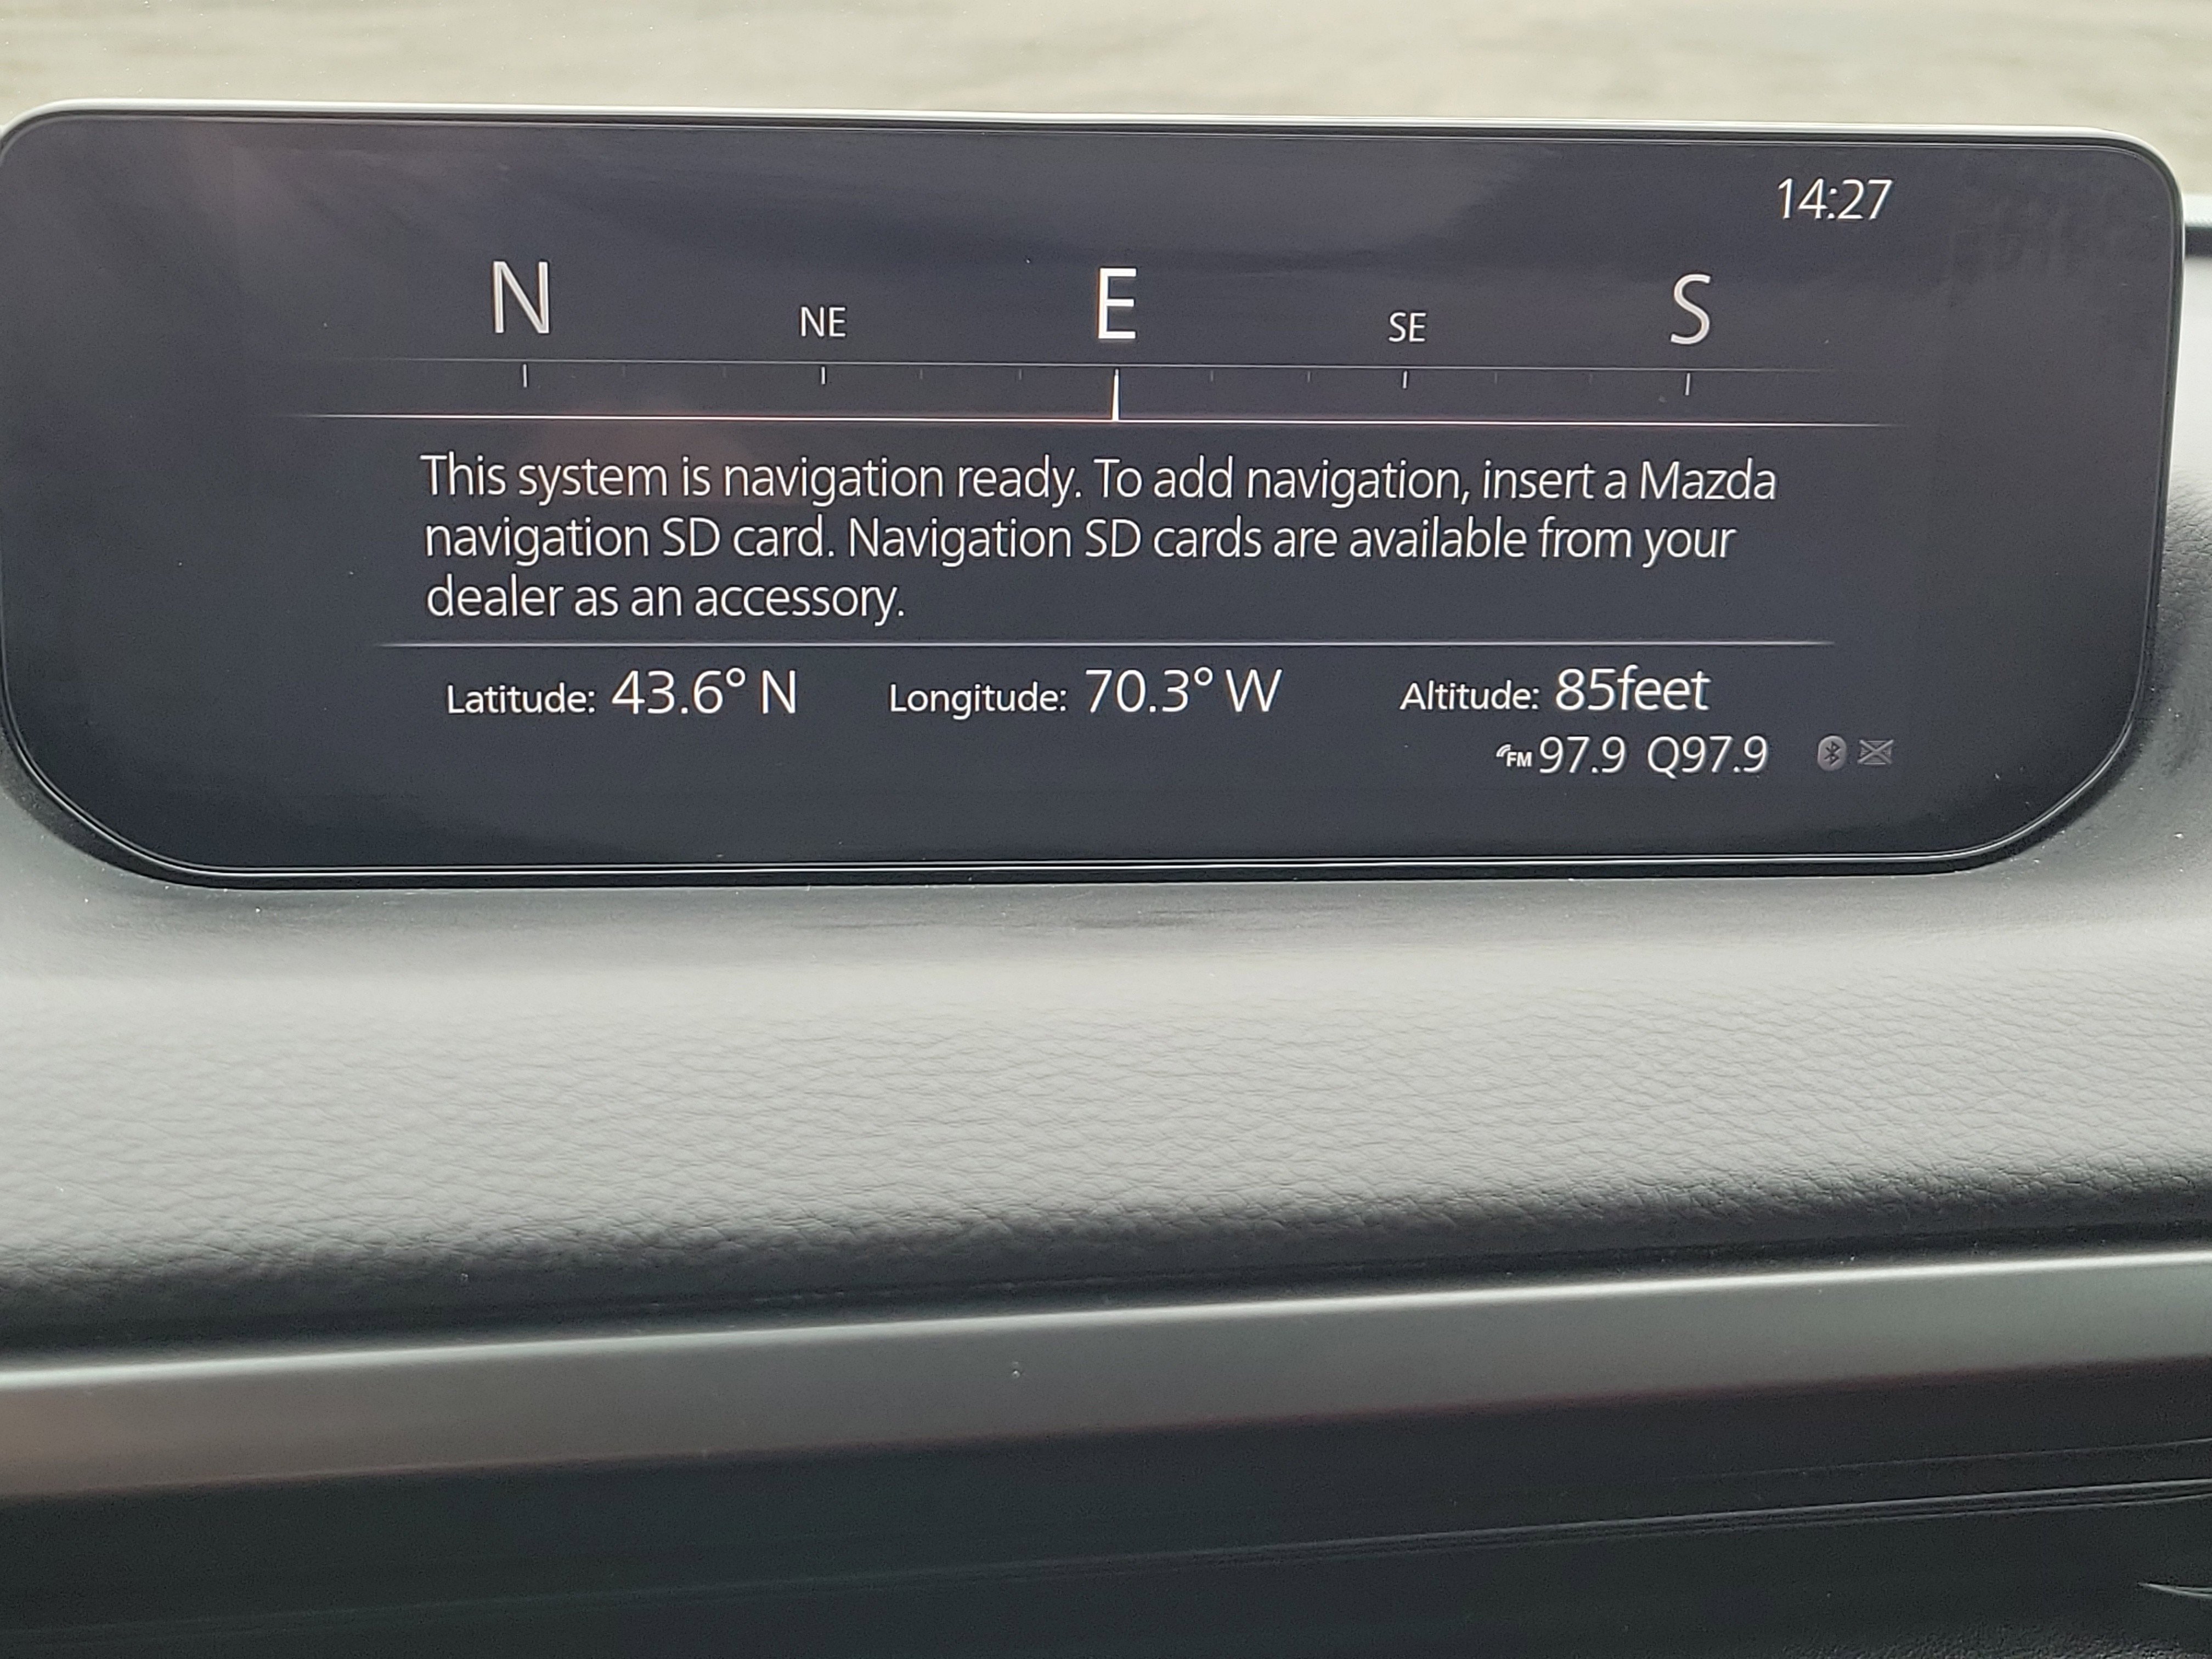 14:27
N NE E SE S
This system is navigation ready. To add navigation, insert a Mazda
navigation SD card. Navigation SD cards are available from your
dealer as an accessory.
Latitude: 43.6° N Longitude: 70.3° W Altitude: 85feet
FM 97.9 Q97.9